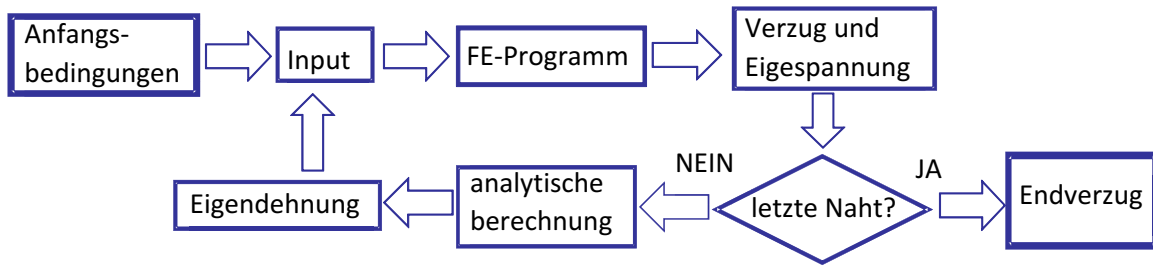 Anfangs-
bedingungen
Input
FE-Programm
Verzug und
Eigespannung
NEIN
JA
letzte Naht?
Endverzug
analytische
berechnung
Eigendehnung